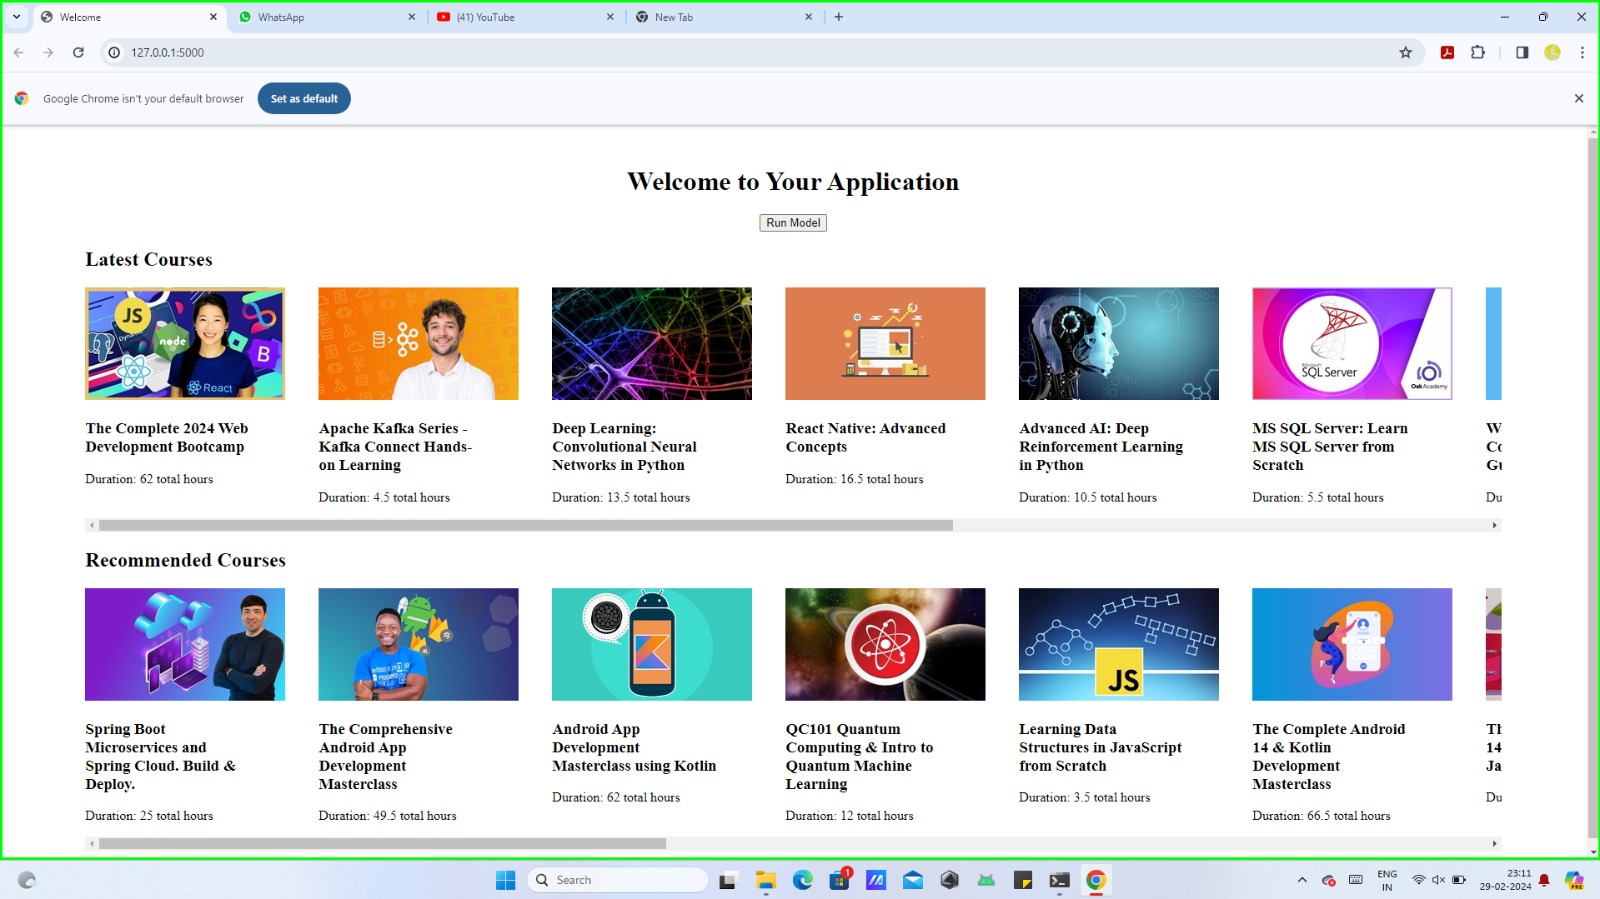 Welcome
WhatsApp
(41) YouTube
New Tab
127.0.0.1:5000
Google Chrome isn't your default browser
Set as default
Welcome to Your Application
Run Model
Latest Courses
JS
node
React
B
Microsoft
SQL Server
OakAcademy
The Complete 2024 Web
Development Bootcamp
Duration: 62 total hours
Apache Kafka Series -
Kafka Connect Hands-
on Learning
Duration: 4.5 total hours
Deep Learning:
Convolutional Neural
Networks in Python
Duration: 13.5 total hours
React Native: Advanced
Concepts
Duration: 16.5 total hours
Advanced AI: Deep
Reinforcement Learning
in Python
Duration: 10.5 total hours
MS SQL Server: Learn
MS SQL Server from
Scratch
Duration: 5.5 total hours
Recommended Courses
JS
Spring Boot
Microservices and
Spring Cloud. Build &
Deploy.
Duration: 25 total hours
The Comprehensive
Android App
Development
Masterclass
Duration: 49.5 total hours
Android App
Development
Masterclass using Kotlin
Duration: 62 total hours
QC101 Quantum
Computing & Intro to
Quantum Machine
Learning
Duration: 12 total hours
Learning Data
Structures in JavaScript
from Scratch
Duration: 3.5 total hours
The Complete Android
14 & Kotlin
Development
Masterclass
Duration: 66.5 total hours
14
Search
1
ENG
IN
23:11
29-02-2024
PRE